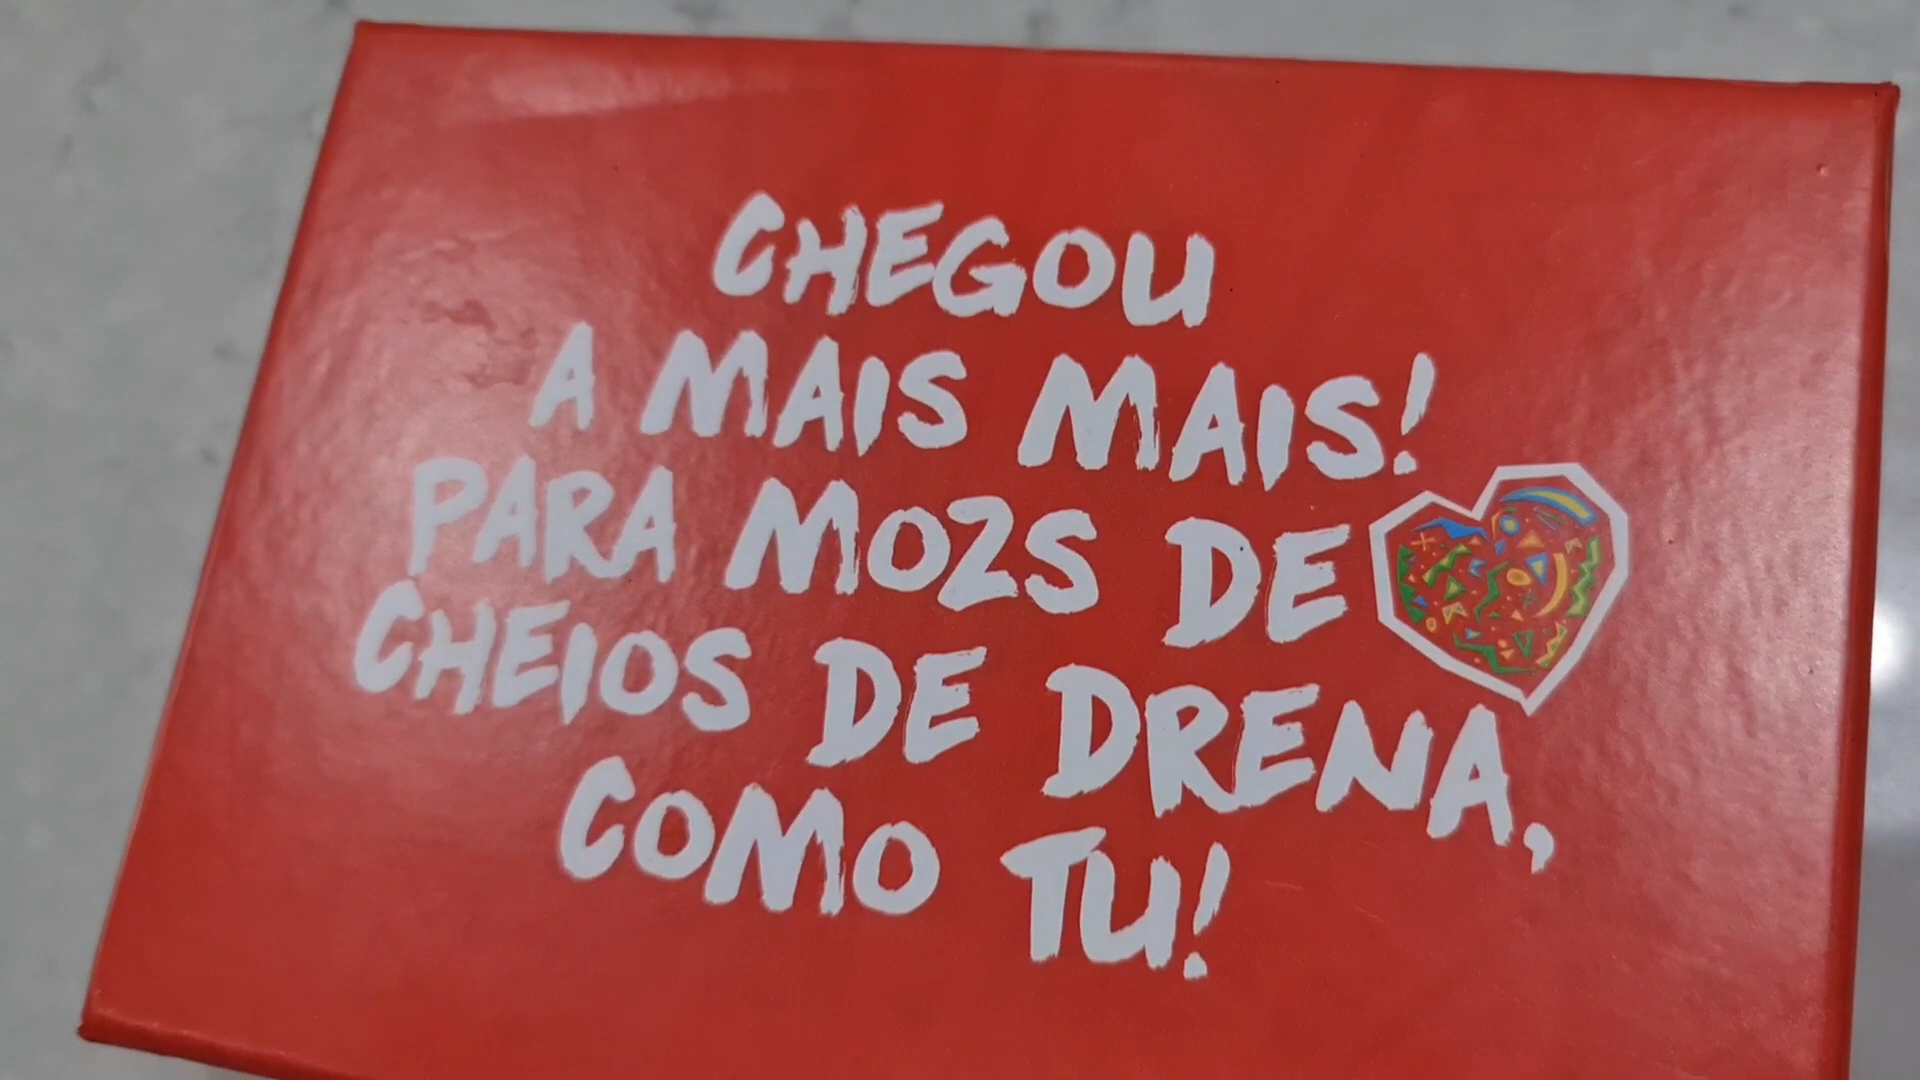 CHEGOU
A MAIS MAIS!
PARA MOZS DE
CHEIOS DE DRENA,
COMO TU!